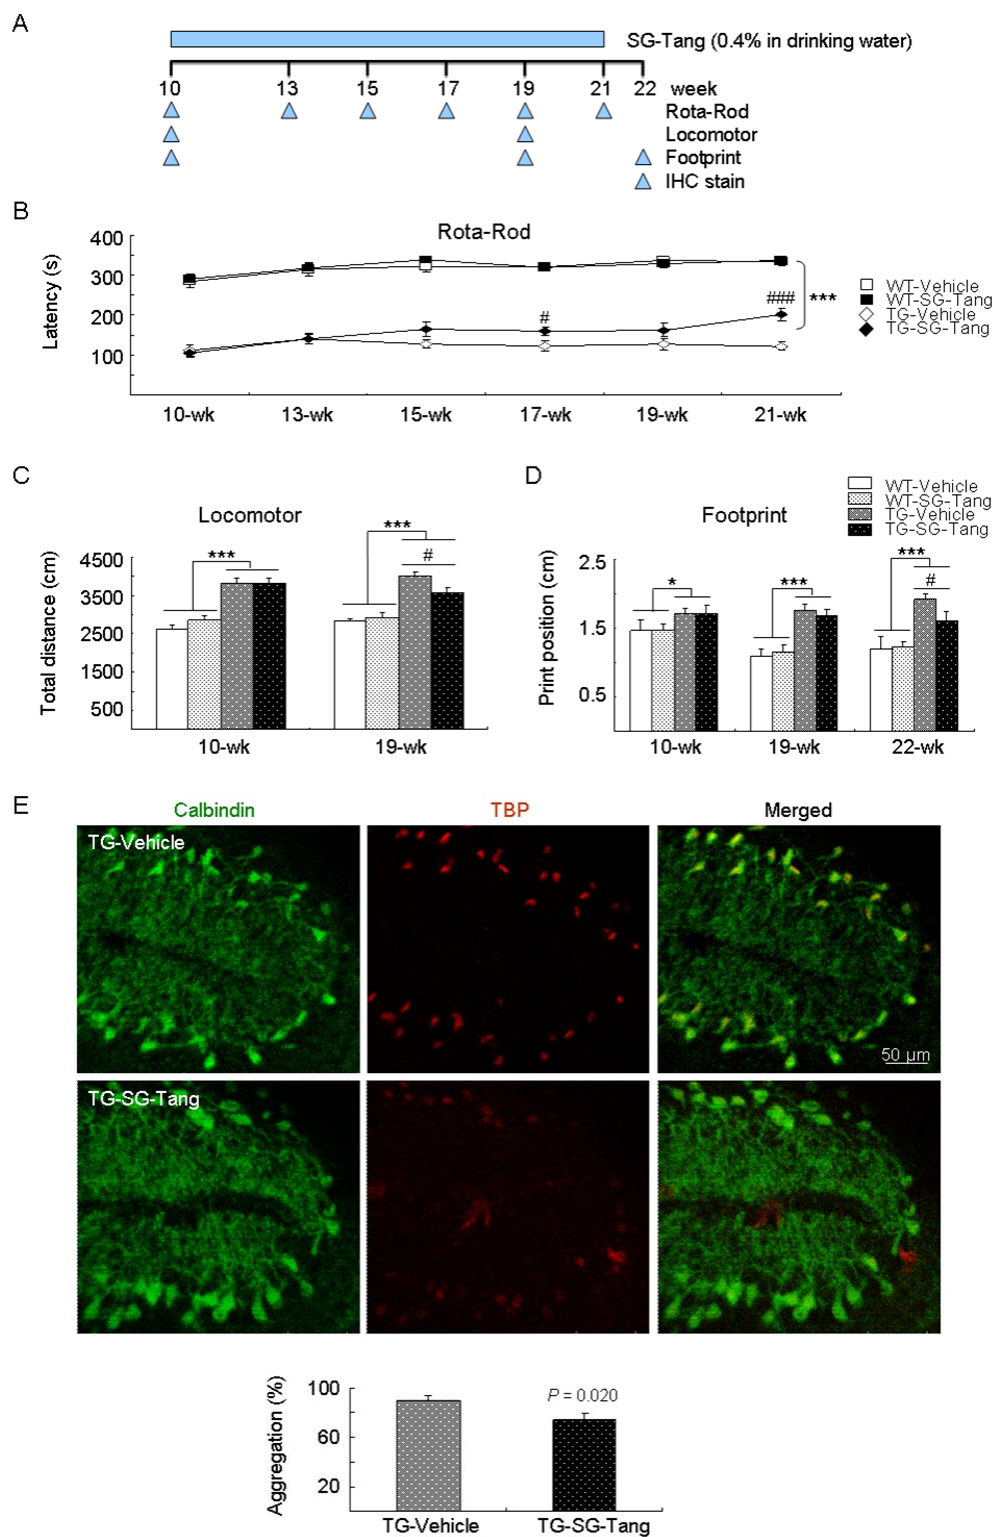 A
SG-Tang (0.4% in drinking water)
10 13 15 17 19 21 22 week
Rota-Rod
Locomotor
Footprint
IHC stain
B
Rota-Rod
Latency (s)
400
300
200
100
# ### ***
WT-Vehicle
WT-SG-Tang
TG-Vehicle
TG-SG-Tang
10-wk 13-wk 15-wk 17-wk 19-wk 21-wk
C
Locomotor
Total distance (cm)
4500
3500
2500
1500
500
*** *** #
10-wk 19-wk
D
WT-Vehicle
WT-SG-Tang
TG-Vehicle
TG-SG-Tang
Footprint
Print position (cm)
2.5
1.5
0.5
* *** *** #
10-wk 19-wk 22-wk
E
Calbindin TBP Merged
TG-Vehicle
50 µm
TG-SG-Tang
Aggregation (%)
100
60
20
P = 0.020
TG-Vehicle TG-SG-Tang